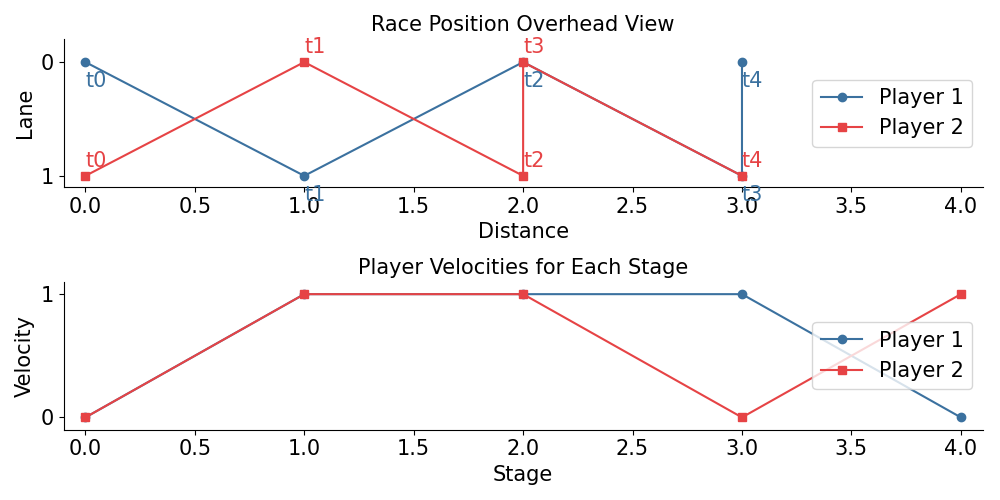 Race Position Overhead View
t1 t3
0
t0 t2 t4
Player 1
Player 2
Lane
t0 t2 t4
1
t1 t3
0.0 0.5 1.0 1.5 2.0 2.5 3.0 3.5 4.0
Distance
Player Velocities for Each Stage
1
Player 1
Player 2
Velocity
0
0.0 0.5 1.0 1.5 2.0 2.5 3.0 3.5 4.0
Stage